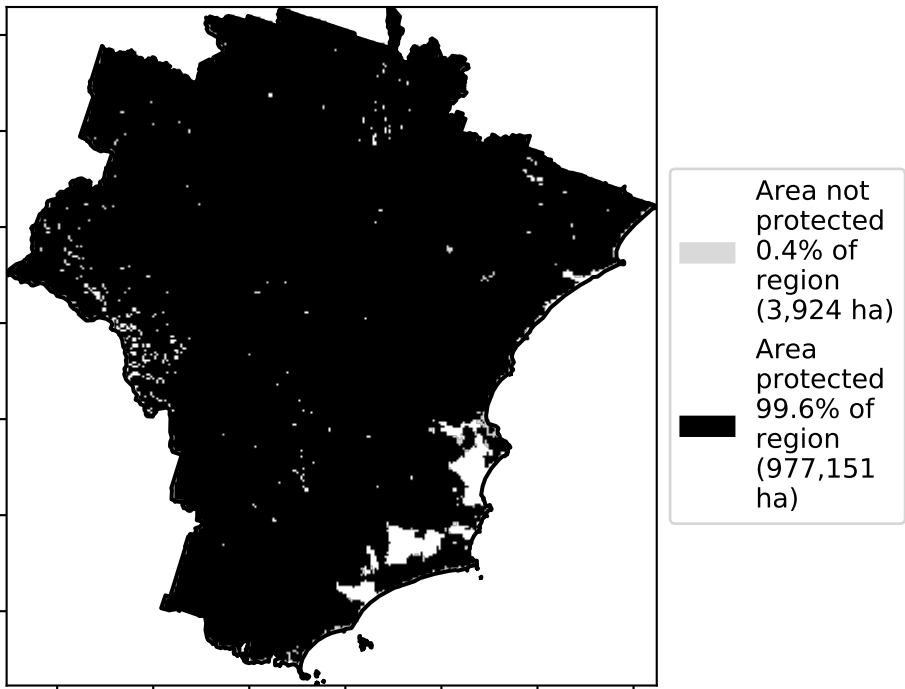 Area not
protected
0.4% of
region
(3,924 ha)
Area
protected
99.6% of
region
(977,151
ha)